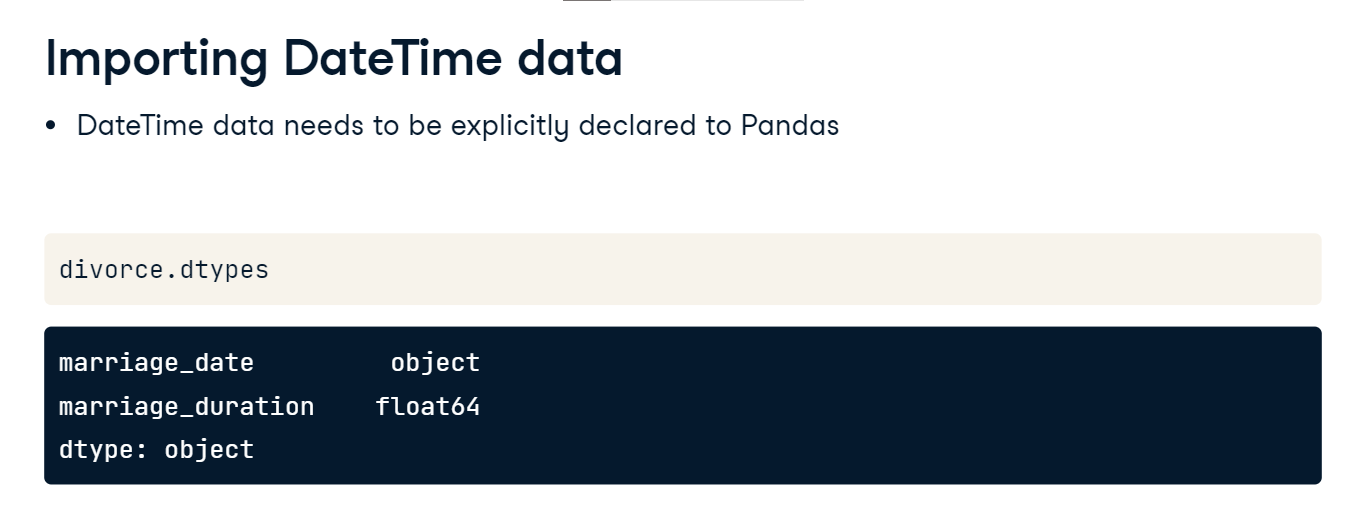 Importing DateTime data
• DateTime data needs to be explicitly declared to Pandas
divorce.dtypes
marriage_date         object
marriage_duration    float64
dtype: object